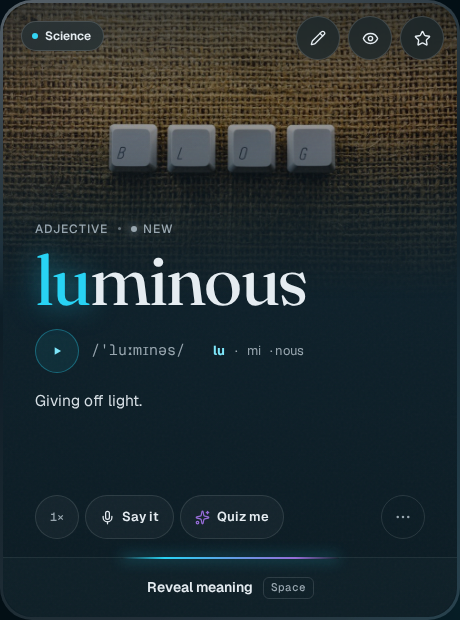 Science
B L O G
ADJECTIVE • NEW
luminous
/ˈluːmɪnəs/ lu · mi · nous
Giving off light.
1× Say it Quiz me ...
Reveal meaning Space